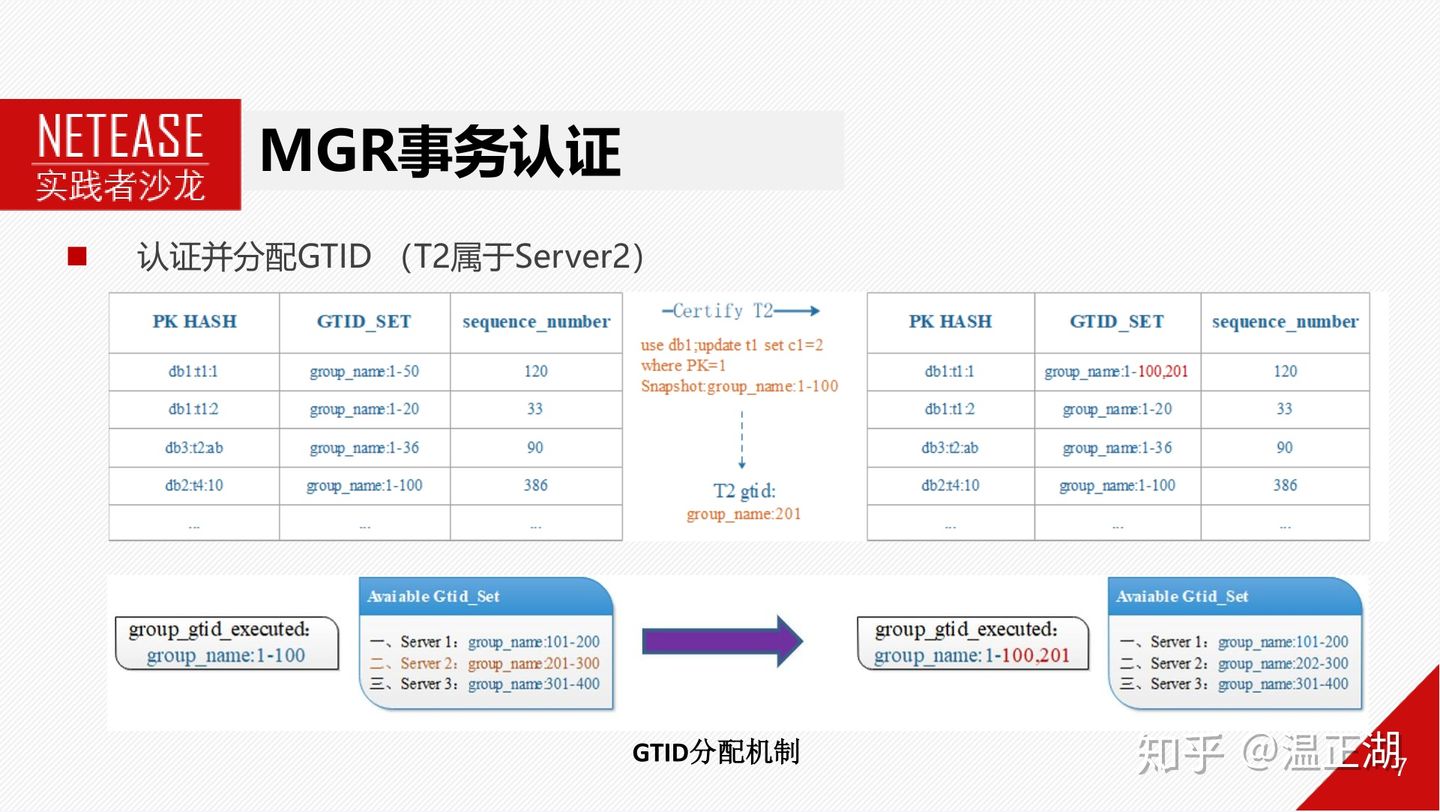 NETEASE
实践者沙龙
MGR事务认证
认证并分配GTID （T2属于Server2）
PK HASH GTID_SET sequence_number
db1:t1:1 group_name:1-50 120
db1:t1:2 group_name:1-20 33
db3:t2:ab group_name:1-36 90
db2:t4:10 group_name:1-100 386
... ... ...
Certify T2
use db1;update t1 set c1=2
where PK=1
Snapshot:group_name:1-100
T2 gtid:
group_name:201
PK HASH GTID_SET sequence_number
db1:t1:1 group_name:1-100,201 120
db1:t1:2 group_name:1-20 33
db3:t2:ab group_name:1-36 90
db2:t4:10 group_name:1-100 386
... ... ...
group_gtid_executed:
group_name:1-100
Avaiable Gtid_Set
一、Server 1：group_name:101-200
二、Server 2：group_name:201-300
三、Server 3：group_name:301-400
group_gtid_executed:
group_name:1-100,201
Avaiable Gtid_Set
一、Server 1：group_name:101-200
二、Server 2：group_name:202-300
三、Server 3：group_name:301-400
GTID分配机制
知乎 @温正湖
7